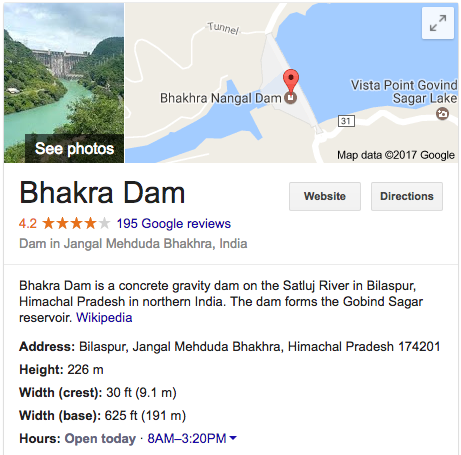 Tunnel
Bhakhra Nangal Dam
Vista Point Govind
Sagar Lake
31
See photos
Map data ©2017 Google
Bhakra Dam
Website
Directions
4.2 ★★★★★ 195 Google reviews
Dam in Jangal Mehduda Bhakhra, India
Bhakra Dam is a concrete gravity dam on the Satluj River in Bilaspur,
Himachal Pradesh in northern India. The dam forms the Gobind Sagar
reservoir. Wikipedia
Address: Bilaspur, Jangal Mehduda Bhakhra, Himachal Pradesh 174201
Height: 226 m
Width (crest): 30 ft (9.1 m)
Width (base): 625 ft (191 m)
Hours: Open today · 8AM–3:20PM